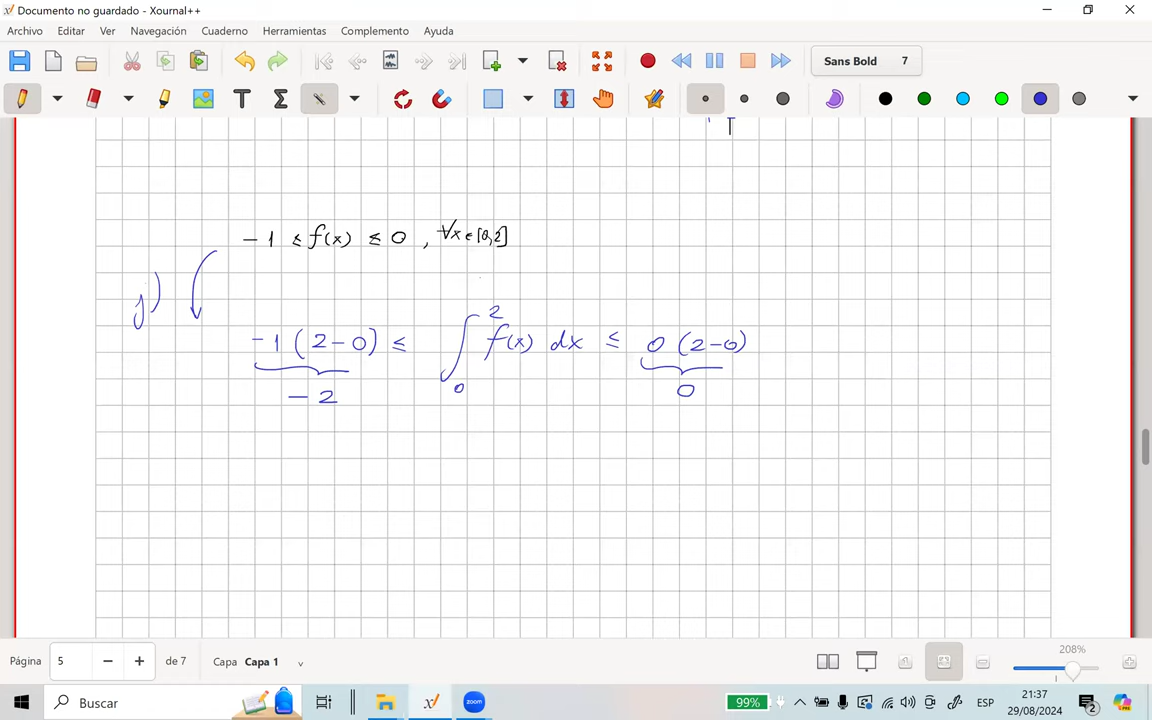 Documento no guardado - Xournal++
Archivo Editar Ver Navegación Cuaderno Herramientas Complemento Ayuda
Sans Bold 7
-1 ≤ f(x) ≤ 0 , ∀x ∈ [0,2]
j)
-1 (2-0) ≤ ∫₀² f(x) dx ≤ 0 (2-0)
-2 0
Página 5 de 7 Capa Capa 1 208%
Buscar 99% ESP 21:37
29/08/2024 2
zoom